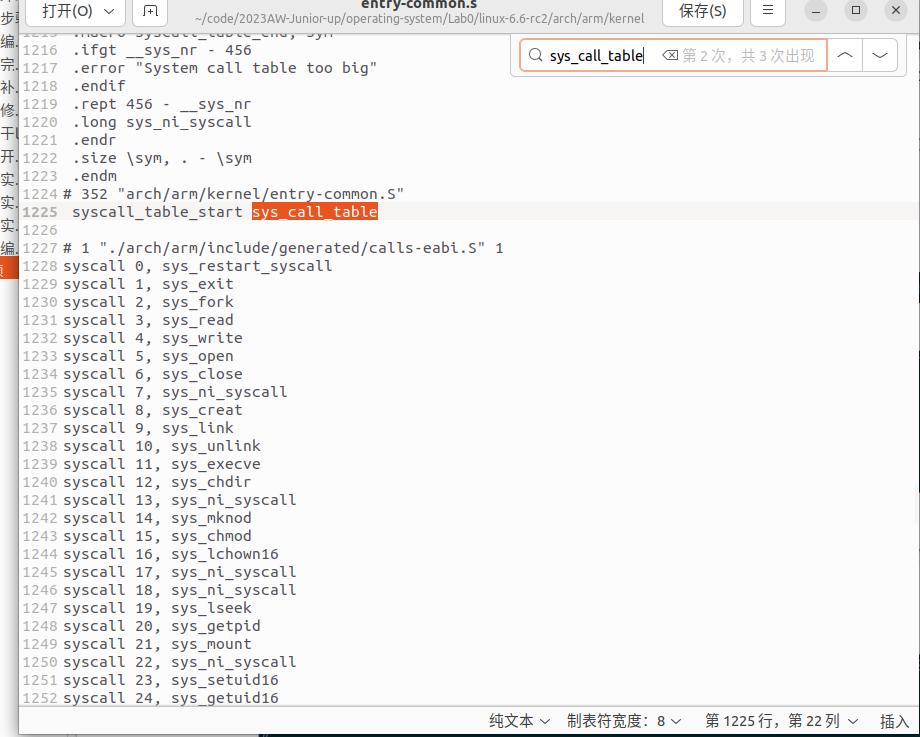 打开(O)
entry-common.s
~/code/2023AW-Junior-up/operating-system/Lab0/linux-6.6-rc2/arch/arm/kernel
保存(S)
sys_call_table
第 2 次，共 3 次出现
1216 .ifgt __sys_nr - 456
1217 .error "System call table too big"
1218 .endif
1219 .rept 456 - __sys_nr
1220 .long sys_ni_syscall
1221 .endr
1222 .size \sym, . - \sym
1223 .endm
1224 # 352 "arch/arm/kernel/entry-common.S"
1225 syscall_table_start sys_call_table
1226
1227 # 1 "./arch/arm/include/generated/calls-eabi.S" 1
1228 syscall 0, sys_restart_syscall
1229 syscall 1, sys_exit
1230 syscall 2, sys_fork
1231 syscall 3, sys_read
1232 syscall 4, sys_write
1233 syscall 5, sys_open
1234 syscall 6, sys_close
1235 syscall 7, sys_ni_syscall
1236 syscall 8, sys_creat
1237 syscall 9, sys_link
1238 syscall 10, sys_unlink
1239 syscall 11, sys_execve
1240 syscall 12, sys_chdir
1241 syscall 13, sys_ni_syscall
1242 syscall 14, sys_mknod
1243 syscall 15, sys_chmod
1244 syscall 16, sys_lchown16
1245 syscall 17, sys_ni_syscall
1246 syscall 18, sys_ni_syscall
1247 syscall 19, sys_lseek
1248 syscall 20, sys_getpid
1249 syscall 21, sys_mount
1250 syscall 22, sys_ni_syscall
1251 syscall 23, sys_setuid16
1252 syscall 24, sys_getuid16
纯文本
制表符宽度：8
第 1225 行，第 22 列
插入